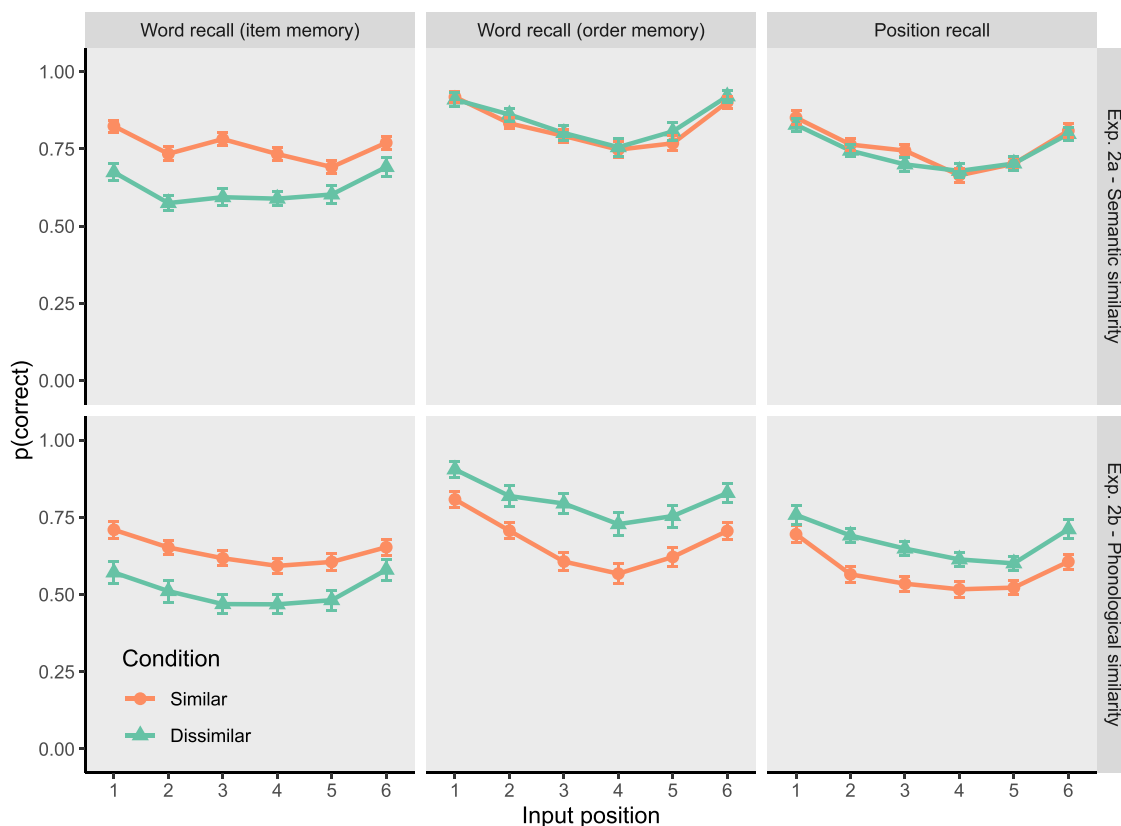 Word recall (item memory)
Word recall (order memory)
Position recall
1.00
0.75
0.50
0.25
0.00
Exp. 2a - Semantic similarity
p(correct)
1.00
0.75
0.50
0.25
0.00
Exp. 2b - Phonological similarity
Condition
Similar
Dissimilar
1 2 3 4 5 6
1 2 3 4 5 6
1 2 3 4 5 6
Input position